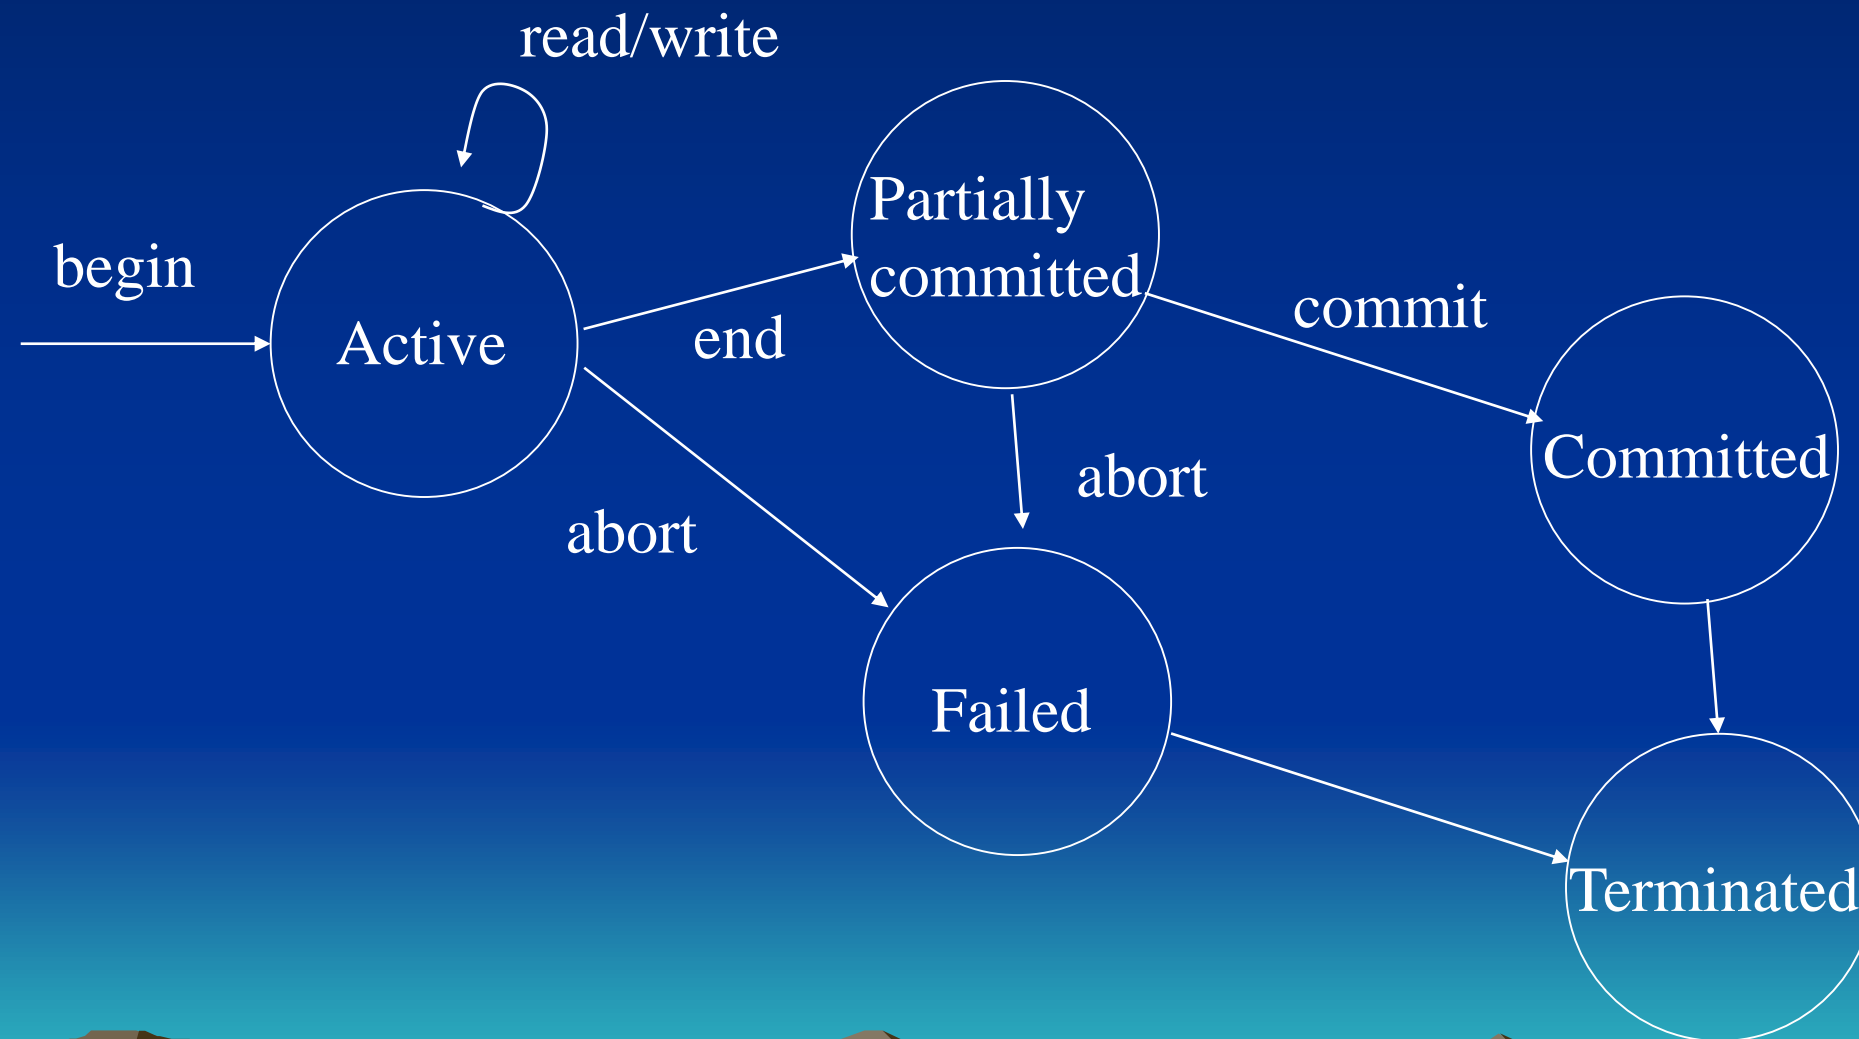 read/write
begin
Active
end
abort
Partially
committed
abort
commit
Committed
Failed
Terminated